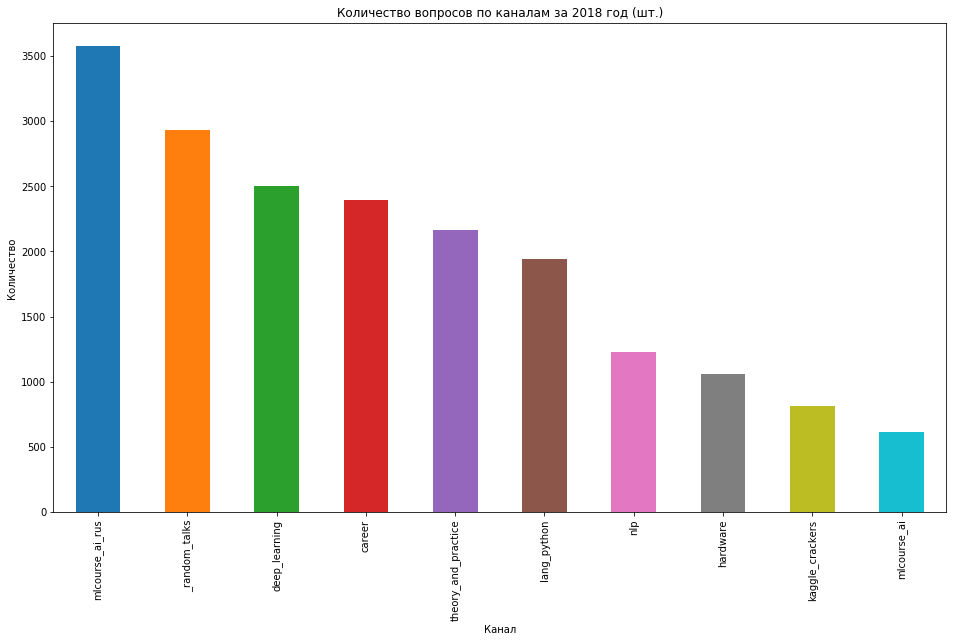 Количество вопросов по каналам за 2018 год (шт.)
Количество
3500
3000
2500
2000
1500
1000
500
0
mlcourse_ai_rus
_random_talks
deep_learning
career
theory_and_practice
lang_python
nlp
hardware
kaggle_crackers
mlcourse_ai
Канал